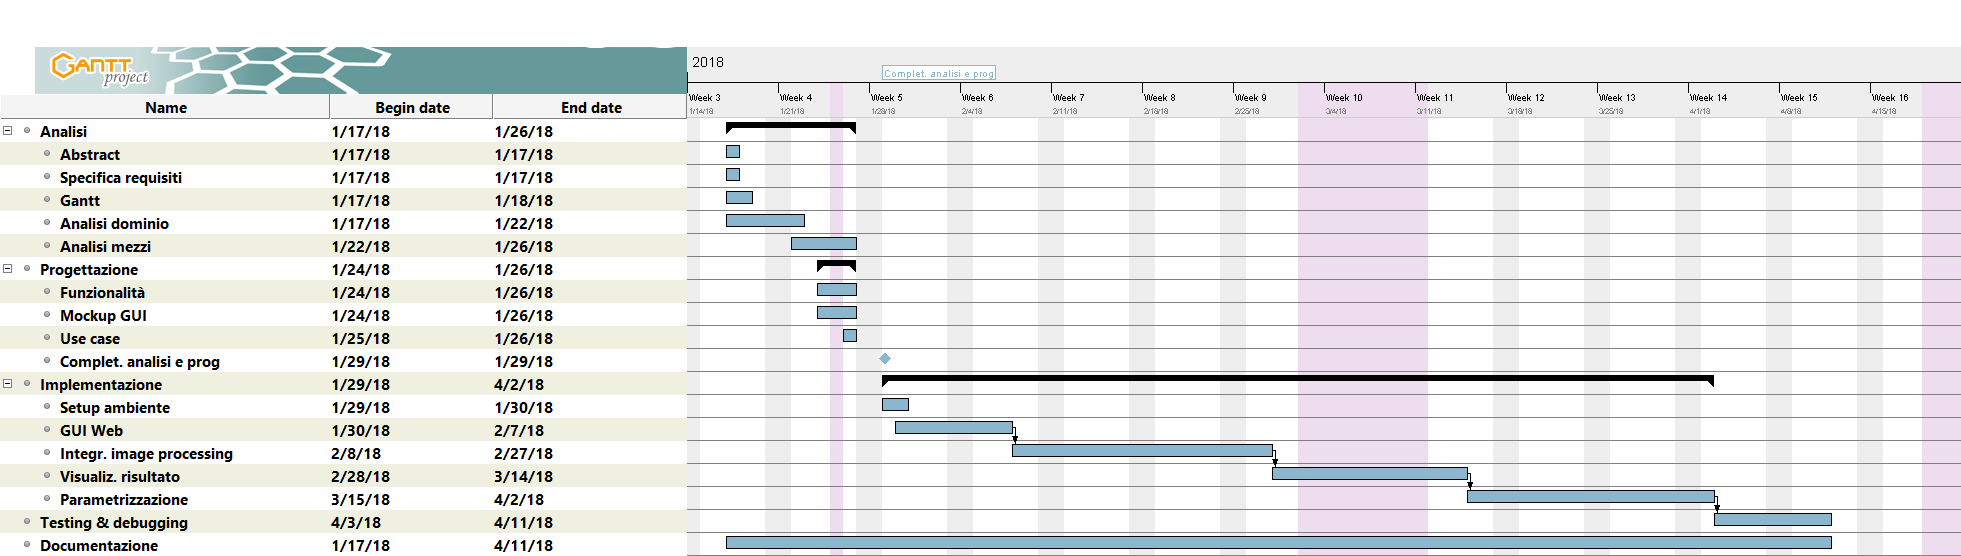 GANTT
project
2018
Complet. analisi e prog
Name Begin date End date
Week 3 Week 4 Week 5 Week 6 Week 7 Week 8 Week 9 Week 10 Week 11 Week 12 Week 13 Week 14 Week 15 Week 16
1/14/18 1/21/18 1/28/18 2/4/18 2/11/18 2/18/18 2/25/18 3/4/18 3/11/18 3/18/18 3/25/18 4/1/18 4/8/18 4/15/18
Analisi 1/17/18 1/26/18
Abstract 1/17/18 1/17/18
Specifica requisiti 1/17/18 1/17/18
Gantt 1/17/18 1/18/18
Analisi dominio 1/17/18 1/22/18
Analisi mezzi 1/22/18 1/26/18
Progettazione 1/24/18 1/26/18
Funzionalità 1/24/18 1/26/18
Mockup GUI 1/24/18 1/26/18
Use case 1/25/18 1/26/18
Complet. analisi e prog 1/29/18 1/29/18
Implementazione 1/29/18 4/2/18
Setup ambiente 1/29/18 1/30/18
GUI Web 1/30/18 2/7/18
Integr. image processing 2/8/18 2/27/18
Visualiz. risultato 2/28/18 3/14/18
Parametrizzazione 3/15/18 4/2/18
Testing & debugging 4/3/18 4/11/18
Documentazione 1/17/18 4/11/18